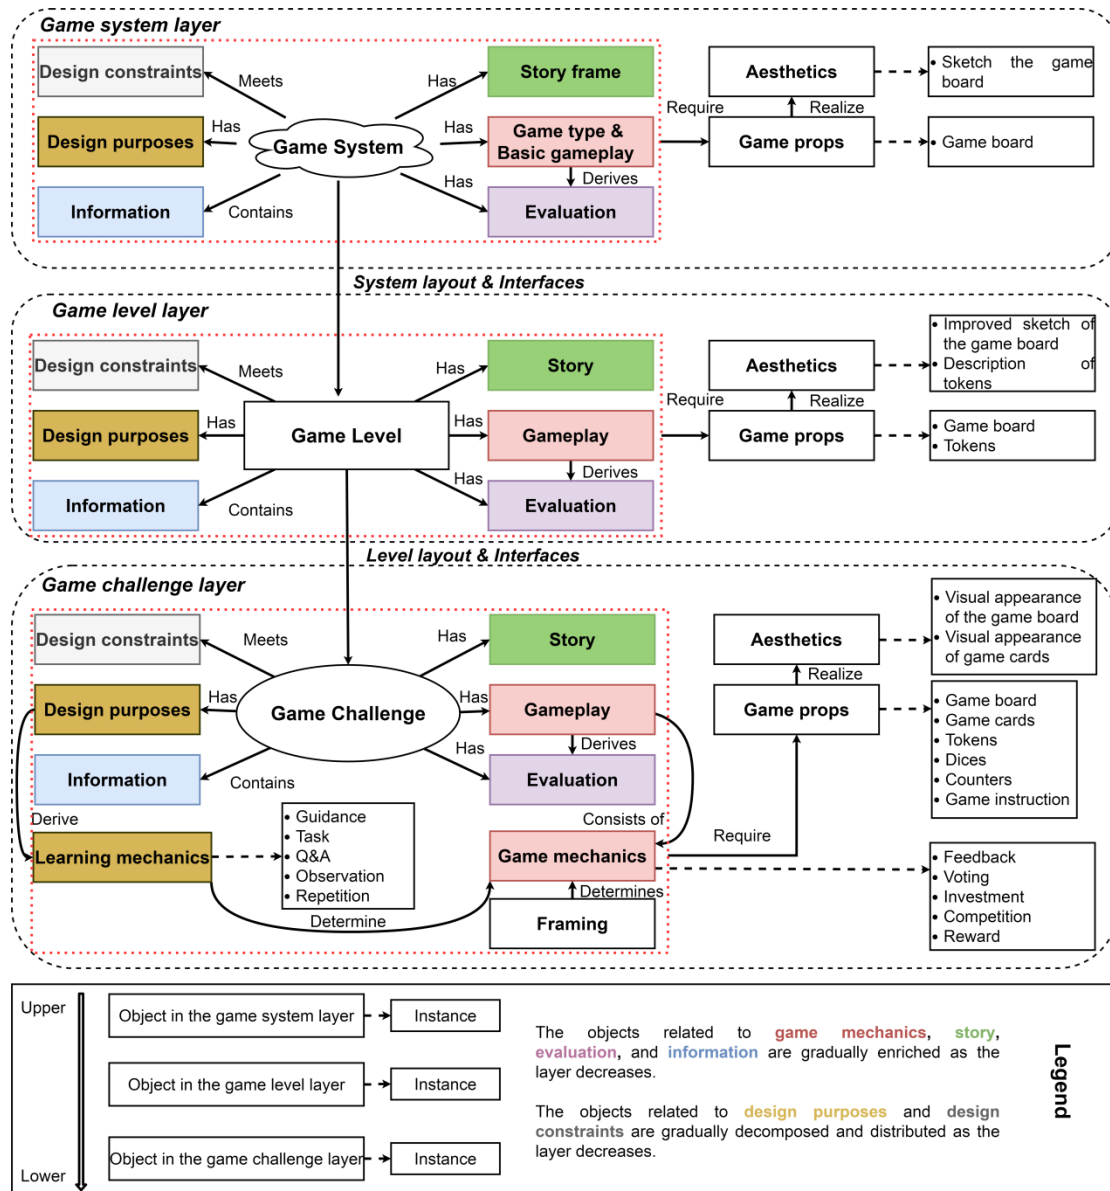 Game system layer
Design constraints
Meets
Has
Story frame
Aesthetics
• Sketch the game
board
Require
Realize
Design purposes
Has
Game System
Has
Game type &
Basic gameplay
Game props
• Game board
Derives
Information
Contains
Has
Evaluation
System layout & Interfaces
Game level layer
Design constraints
Meets
Has
Story
Aesthetics
• Improved sketch of
the game board
• Description of
tokens
Require
Realize
Design purposes
Has
Game Level
Has
Gameplay
Game props
• Game board
• Tokens
Derives
Information
Contains
Has
Evaluation
Level layout & Interfaces
Game challenge layer
Design constraints
Meets
Has
Story
Aesthetics
• Visual appearance
of the game board
• Visual appearance
of game cards
Realize
Design purposes
Has
Game Challenge
Has
Gameplay
Game props
• Game board
• Game cards
• Tokens
• Dices
• Counters
• Game instruction
Derives
Information
Contains
Has
Evaluation
Derive
Consists of
Require
Learning mechanics
• Guidance
• Task
• Q&A
• Observation
• Repetition
Game mechanics
• Feedback
• Voting
• Investment
• Competition
• Reward
Determine
Determines
Framing
Upper
Object in the game system layer
Instance
Object in the game level layer
Instance
Object in the game challenge layer
Instance
Lower
The objects related to game mechanics, story,
evaluation, and information are gradually enriched as the
layer decreases.
The objects related to design purposes and design
constraints are gradually decomposed and distributed as the
layer decreases.
Legend